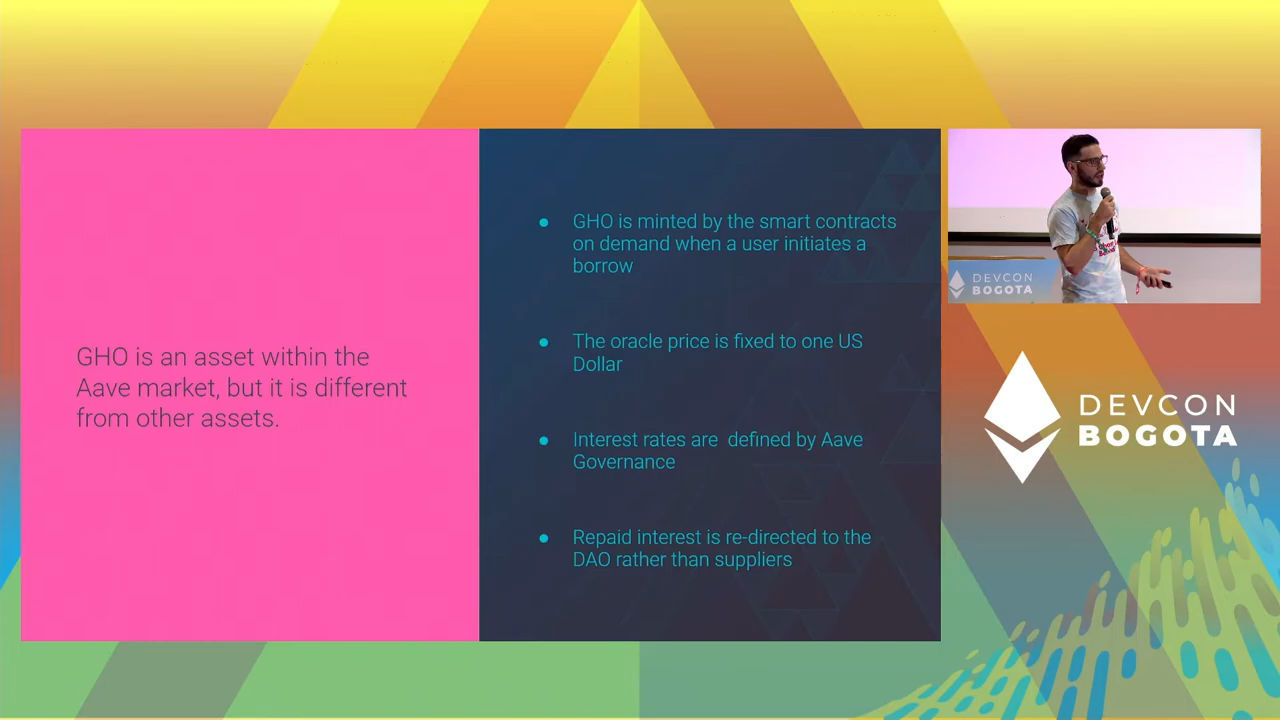 GHO is an asset within the
Aave market, but it is different
from other assets.
● GHO is minted by the smart contracts
on demand when a user initiates a
borrow
● The oracle price is fixed to one US
Dollar
● Interest rates are  defined by Aave
Governance
● Repaid interest is re-directed to the
DAO rather than suppliers
DEVCON
BOGOTA
DEVCON
BOGOTA